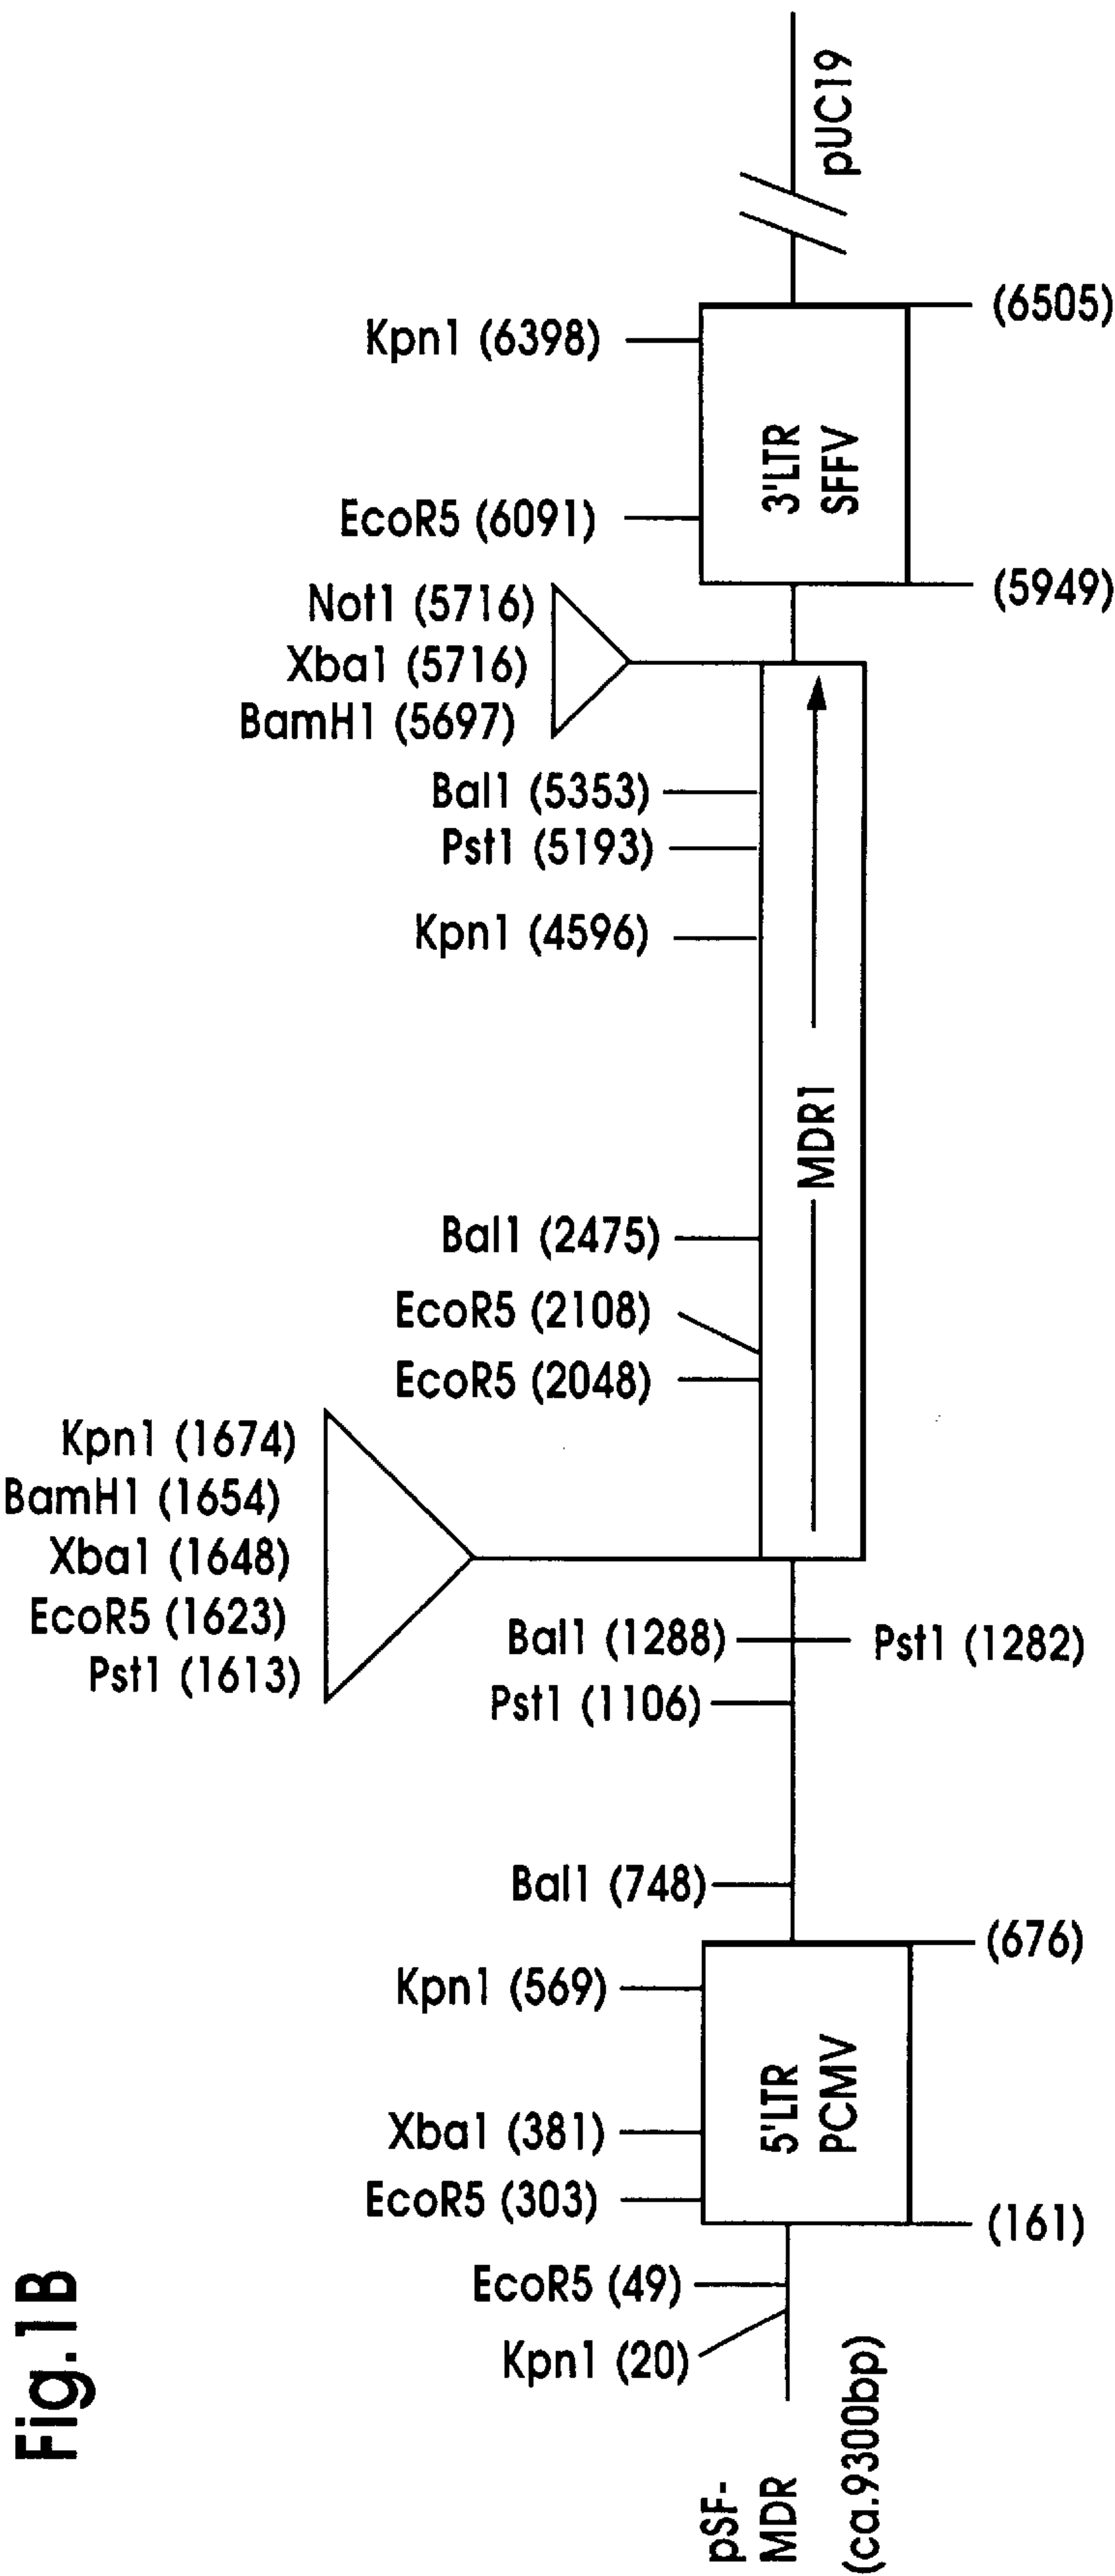 Kpn1 (6398)
EcoR5 (6091)
Not1 (5716)
Xba1 (5716)
BamH1 (5697)
Bal1 (5353)
Pst1 (5193)
Kpn1 (4596)
Bal1 (2475)
EcoR5 (2108)
EcoR5 (2048)
Kpn1 (1674)
BamH1 (1654)
Xba1 (1648)
EcoR5 (1623)
Pst1 (1613)
Bal1 (1288)
Pst1 (1282)
Pst1 (1106)
Bal1 (748)
Kpn1 (569)
Xba1 (381)
EcoR5 (303)
EcoR5 (49)
Kpn1 (20)
(6505)
(5949)
(676)
(161)
Fig.1B
pSF-
MDR
(ca.9300bp)
5'LTR
PCMV
MDR1
3'LTR
SFFV
pUC19